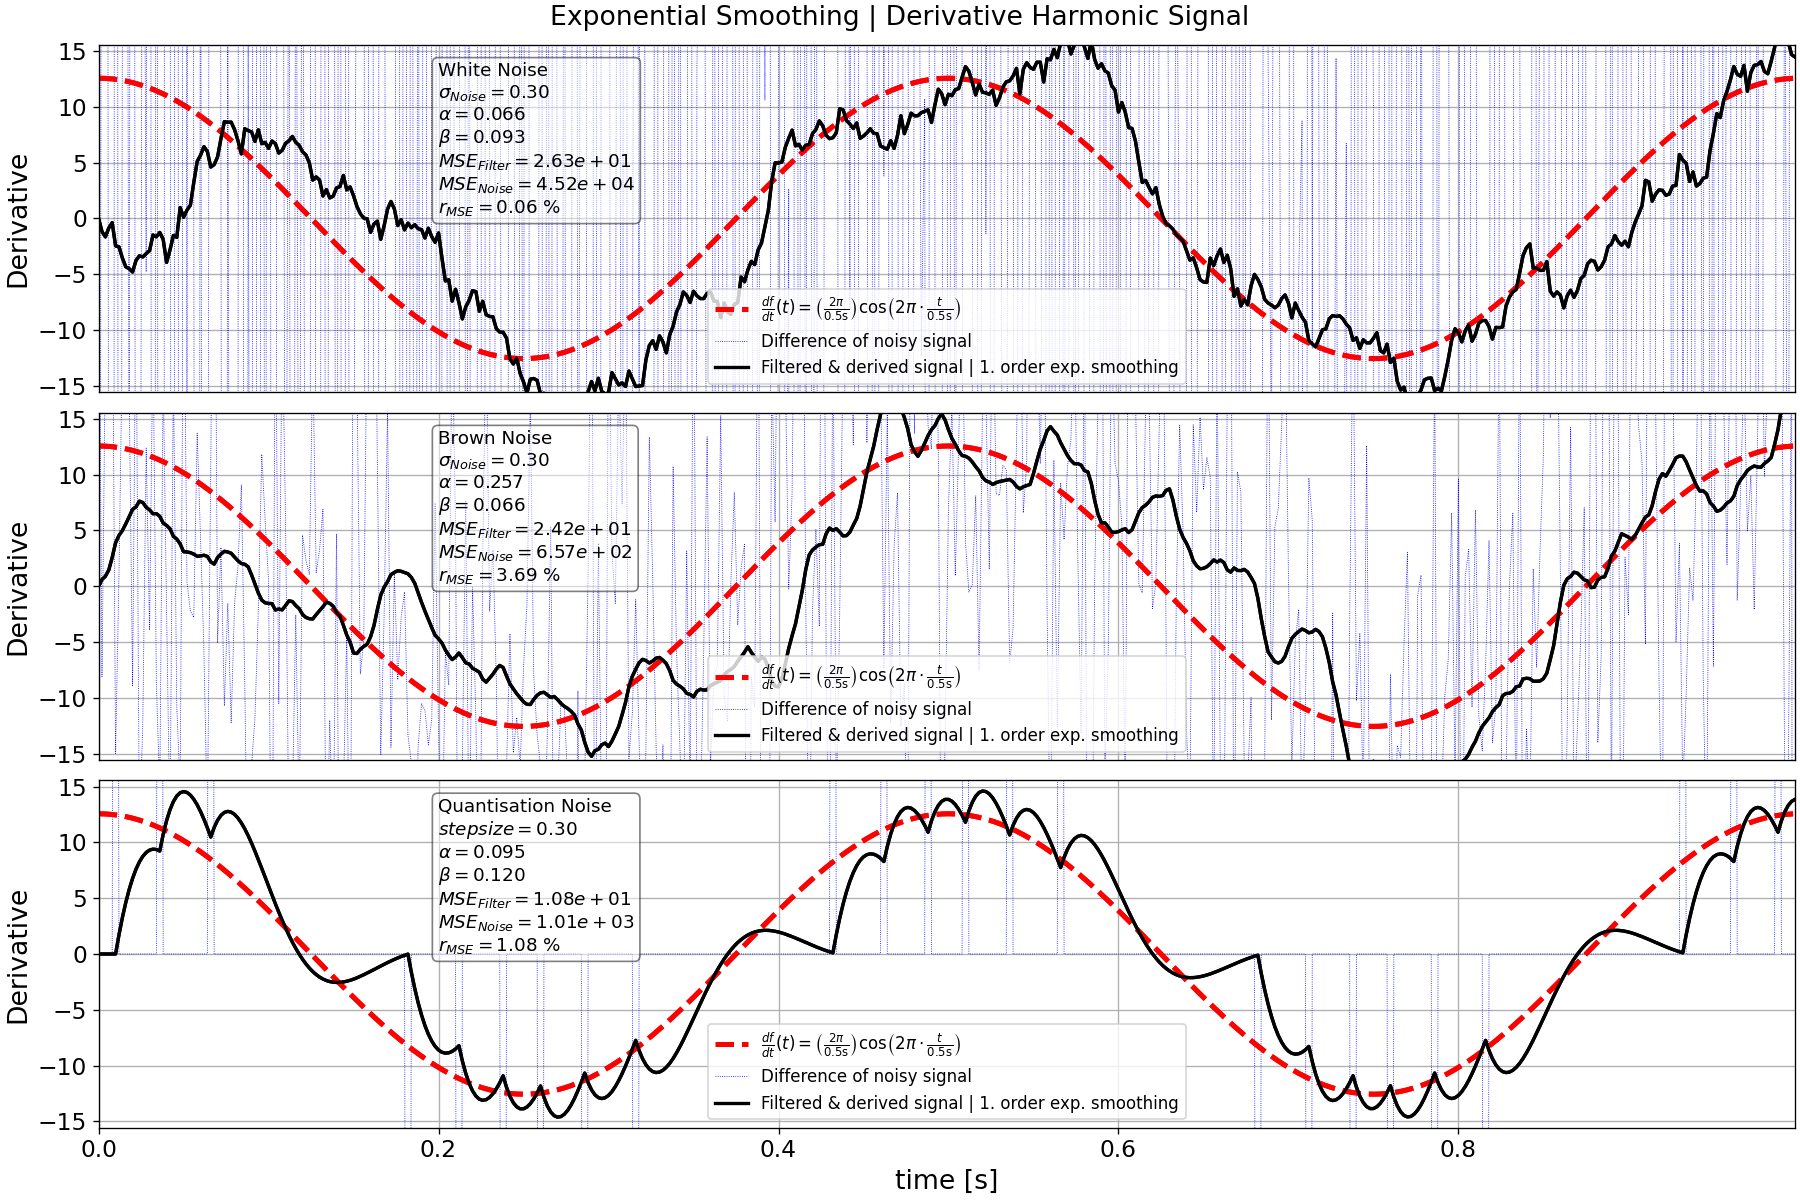 Exponential Smoothing | Derivative Harmonic Signal
Derivative
15
10
5
0
−5
−10
−15
White Noise
σ_Noise = 0.30
α = 0.066
β = 0.093
MSE_Filter = 2.63e + 01
MSE_Noise = 4.52e + 04
r_MSE = 0.06 %
df/dt(t) = (2π/0.5s)cos(2π · t/0.5s)
Difference of noisy signal
Filtered & derived signal | 1. order exp. smoothing
Derivative
15
10
5
0
−5
−10
−15
Brown Noise
σ_Noise = 0.30
α = 0.257
β = 0.066
MSE_Filter = 2.42e + 01
MSE_Noise = 6.57e + 02
r_MSE = 3.69 %
df/dt(t) = (2π/0.5s)cos(2π · t/0.5s)
Difference of noisy signal
Filtered & derived signal | 1. order exp. smoothing
Derivative
15
10
5
0
−5
−10
−15
Quantisation Noise
stepsize = 0.30
α = 0.095
β = 0.120
MSE_Filter = 1.08e + 01
MSE_Noise = 1.01e + 03
r_MSE = 1.08 %
df/dt(t) = (2π/0.5s)cos(2π · t/0.5s)
Difference of noisy signal
Filtered & derived signal | 1. order exp. smoothing
0.0 0.2 0.4 0.6 0.8
time [s]